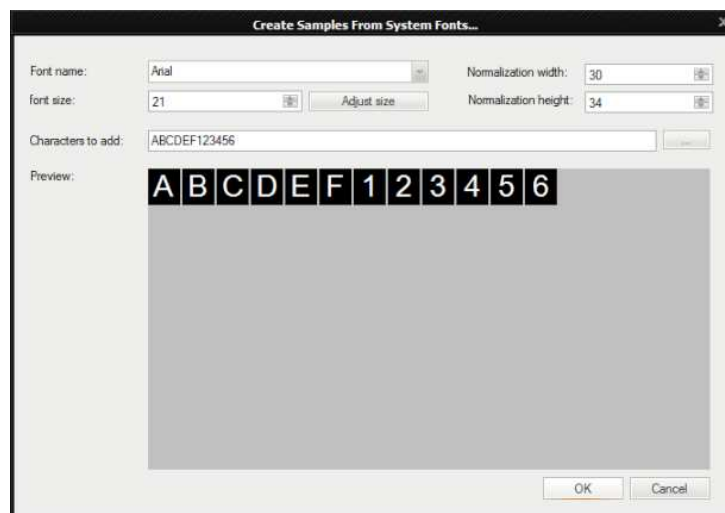 Create Samples From System Fonts...
Font name: Arial Normalization width: 30
font size: 21 Adjust size Normalization height: 34
Characters to add: ABCDEF123456 ...
Preview: A B C D E F 1 2 3 4 5 6
OK Cancel